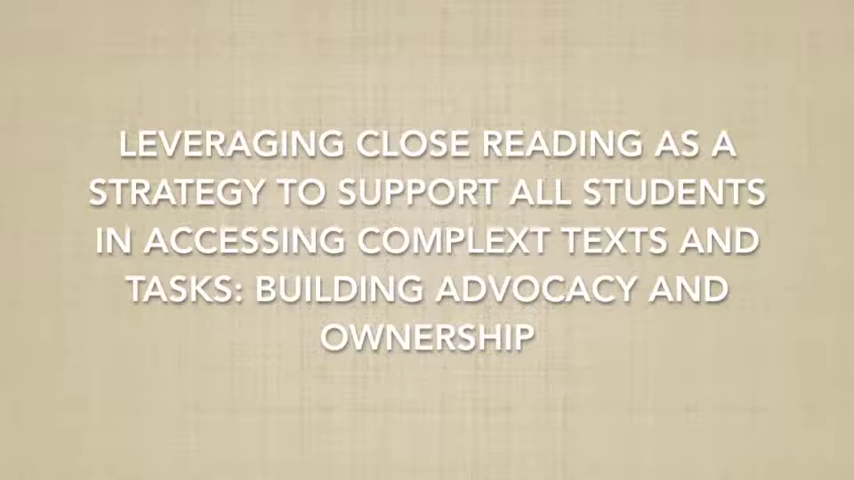 LEVERAGING CLOSE READING AS A
STRATEGY TO SUPPORT ALL STUDENTS
IN ACCESSING COMPLEXT TEXTS AND
TASKS: BUILDING ADVOCACY AND
OWNERSHIP